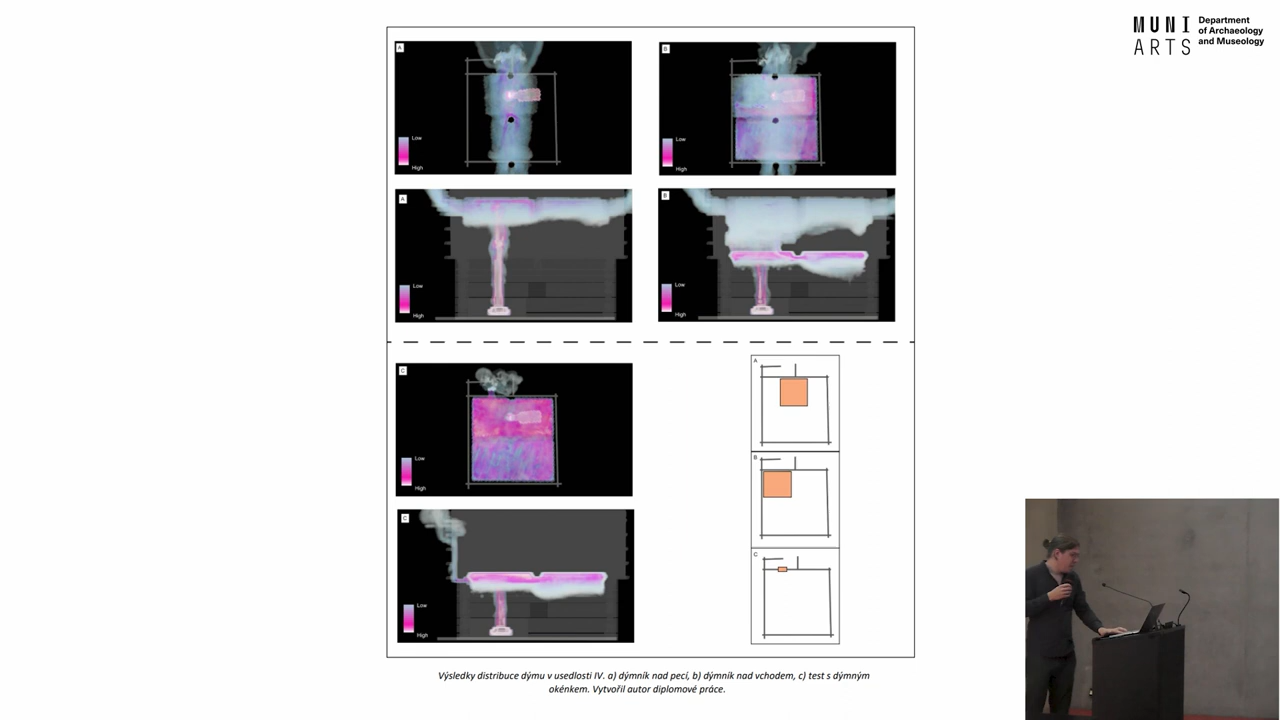 MUNI
ARTS
Department
of Archaeology
and Museology
A
Low
High
B
Low
High
A
Low
High
B
Low
High
C
Low
High
A
B
C
C
Low
High
Výsledky distribuce dýmu v usedlosti IV. a) dýmník nad pecí, b) dýmník nad vchodem, c) test s dýmným
okénkem. Vytvořil autor diplomové práce.